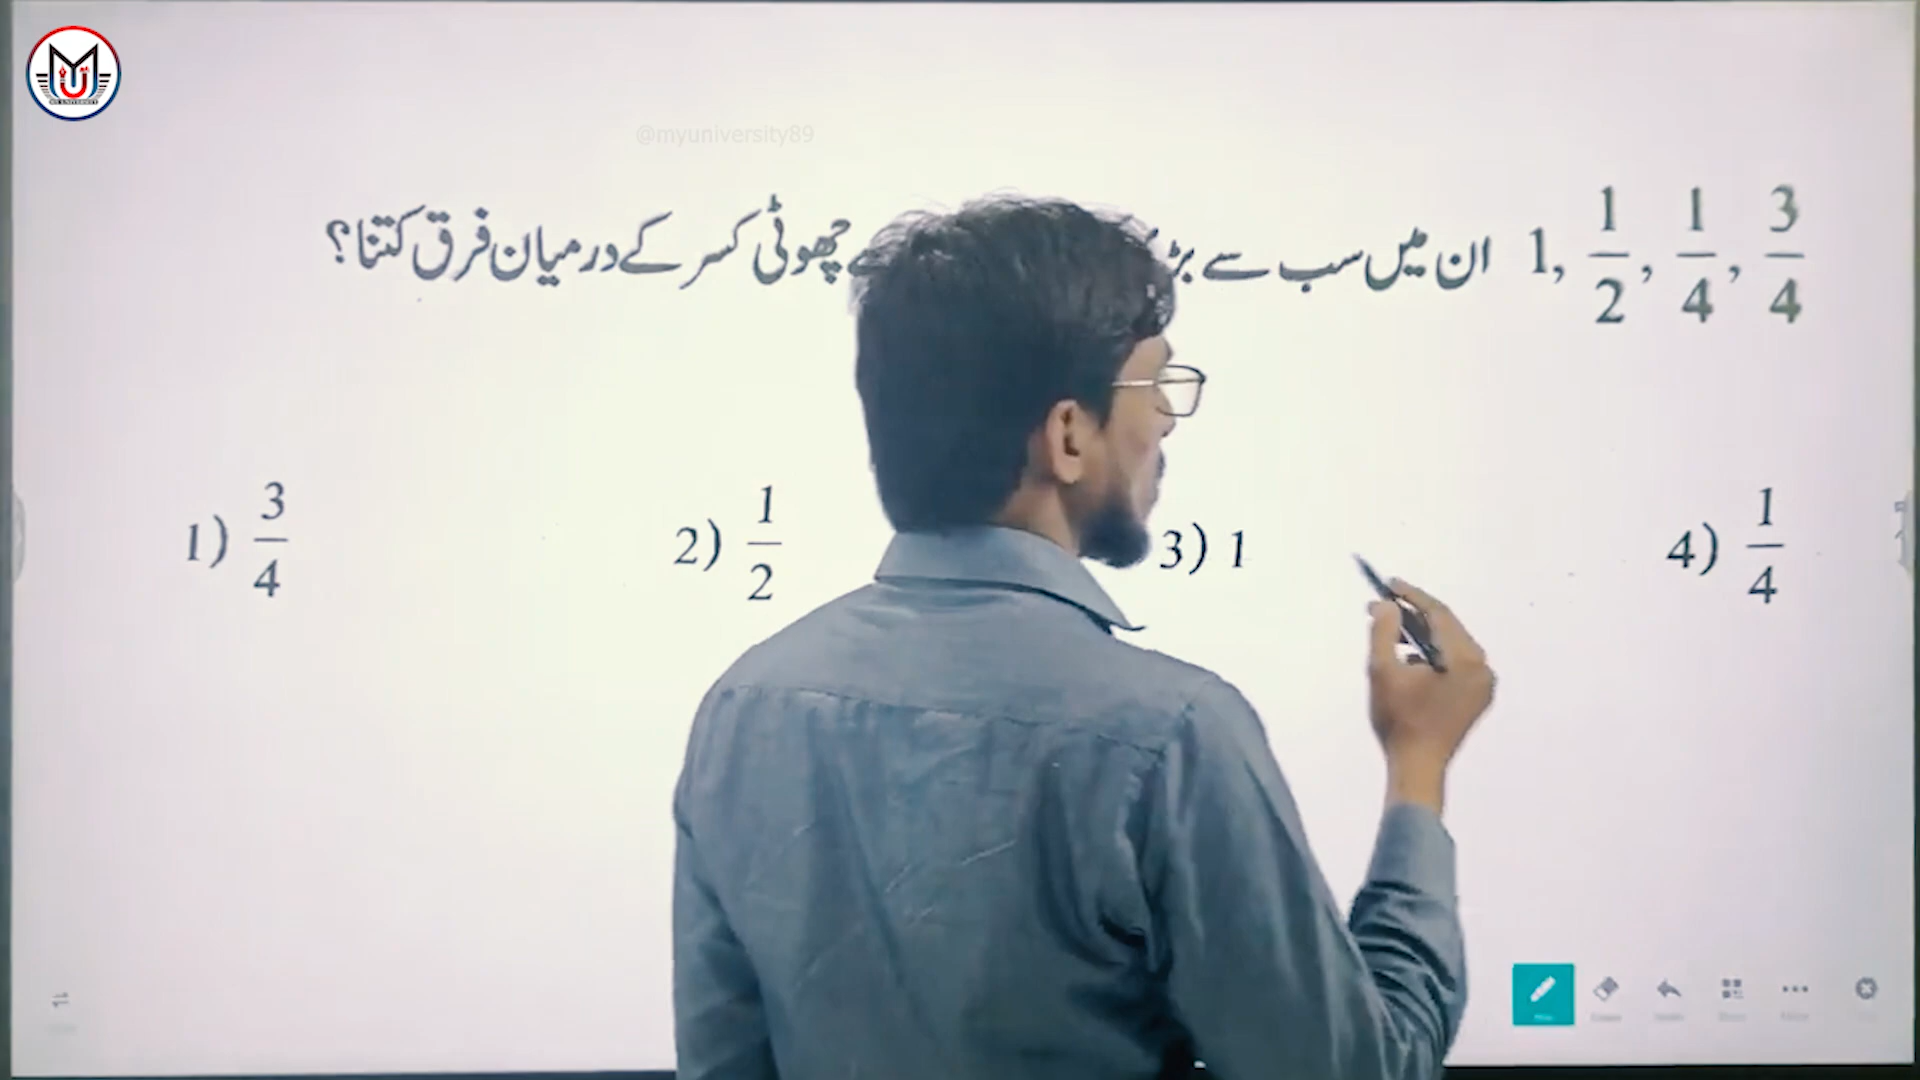 @myuniversity89
1, 1/2, 1/4, 3/4 ان میں سب سے چھوٹی کسر کے درمیان فرق کتنا؟
1) 3/4
2) 1/2
3) 1
4) 1/4